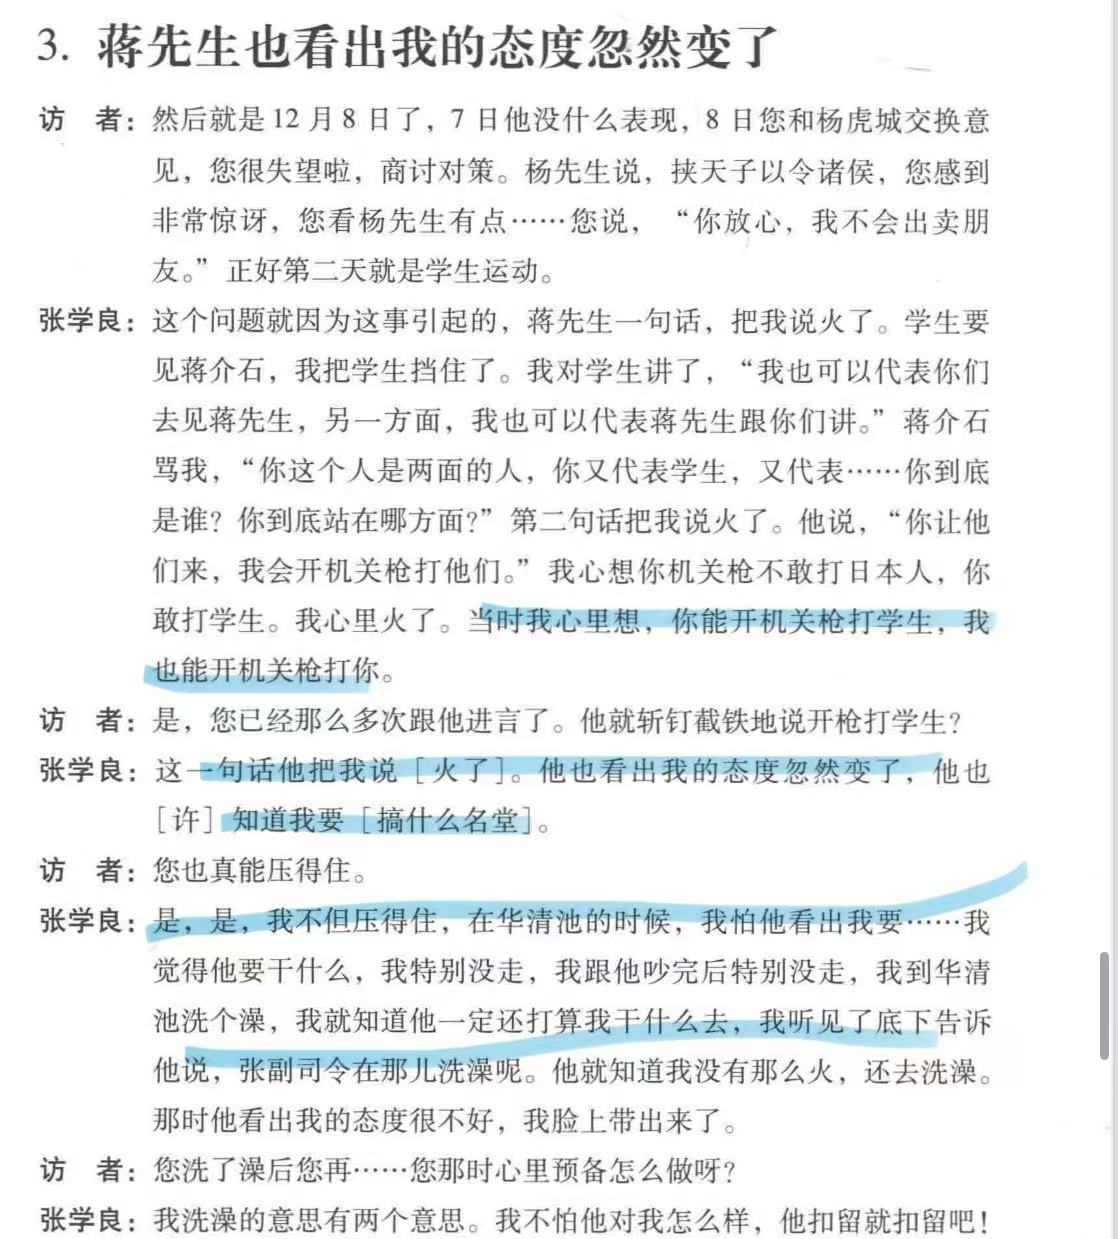 3. 蒋先生也看出我的态度忽然变了
访　者：然后就是12月8日了，7日他没什么表现，8日您和杨虎城交换意
见，您很失望啦，商讨对策。杨先生说，挟天子以令诸侯，您感到
非常惊讶，您看杨先生有点……您说，“你放心，我不会出卖朋
友。”正好第二天就是学生运动。
张学良：这个问题就因为这事引起的，蒋先生一句话，把我说火了。学生要
见蒋介石，我把学生挡住了。我对学生讲了，“我也可以代表你们
去见蒋先生，另一方面，我也可以代表蒋先生跟你们讲。”蒋介石
骂我，“你这个人是两面的人，你又代表学生，又代表……你到底
是谁？你到底站在哪方面？”第二句话把我说火了。他说，“你让他
们来，我会开机关枪打他们。”我心想你机关枪不敢打日本人，你
敢打学生。我心里火了。当时我心里想，你能开机关枪打学生，我
也能开机关枪打你。
访　者：是，您已经那么多次跟他进言了。他就斩钉截铁地说开枪打学生？
张学良：这一句话他把我说［火了］。他也看出我的态度忽然变了，他也
［许］知道我要［搞什么名堂］。
访　者：您也真能压得住。
张学良：是，是，我不但压得住，在华清池的时候，我怕他看出我要……我
觉得他要干什么，我特别没走，我跟他吵完后特别没走，我到华清
池洗个澡，我就知道他一定还打算我干什么去，我听见了底下告诉
他说，张副司令在那儿洗澡呢。他就知道我没有那么火，还去洗澡。
那时他看出我的态度很不好，我脸上带出来了。
访　者：您洗了澡后您再……您那时心里预备怎么做呀？
张学良：我洗澡的意思有两个意思。我不怕他对我怎么样，他扣留就扣留吧！